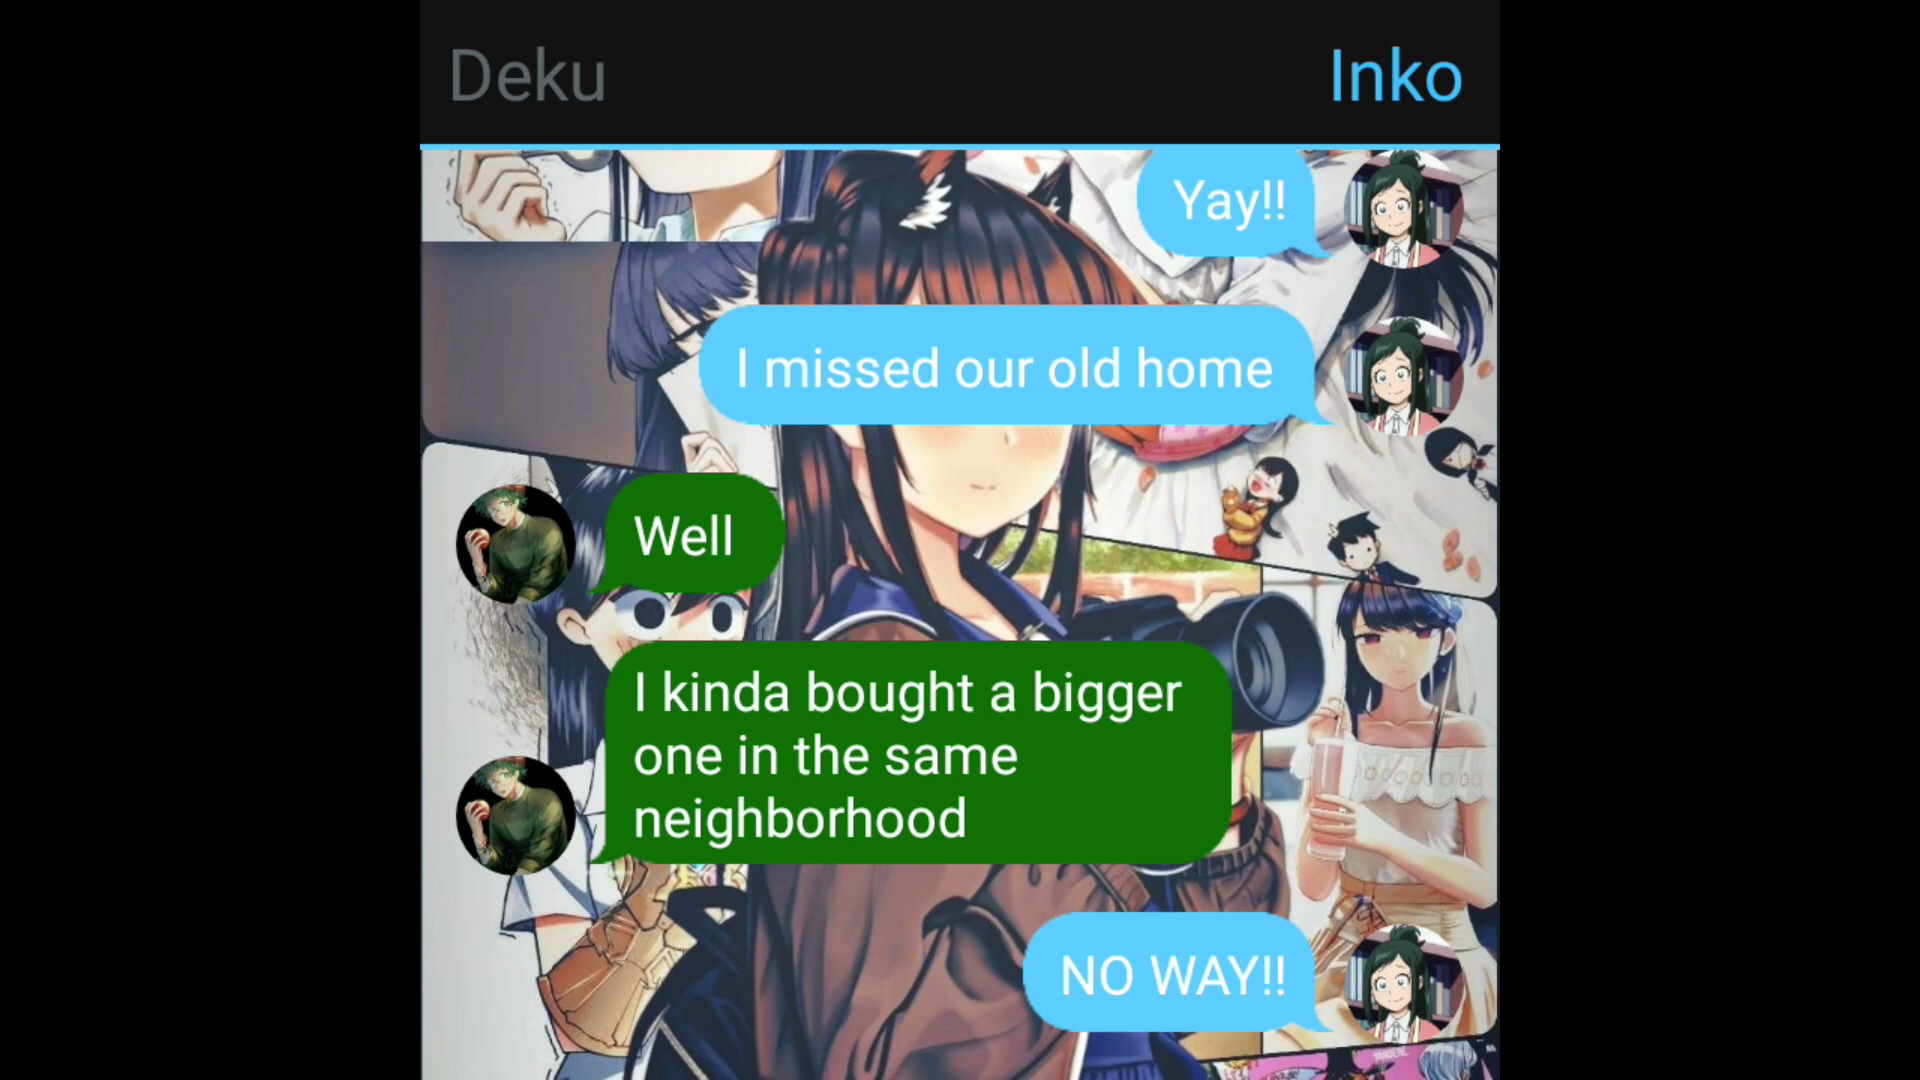 Deku
Inko
Yay!!
I missed our old home
Well
I kinda bought a bigger
one in the same
neighborhood
NO WAY!!